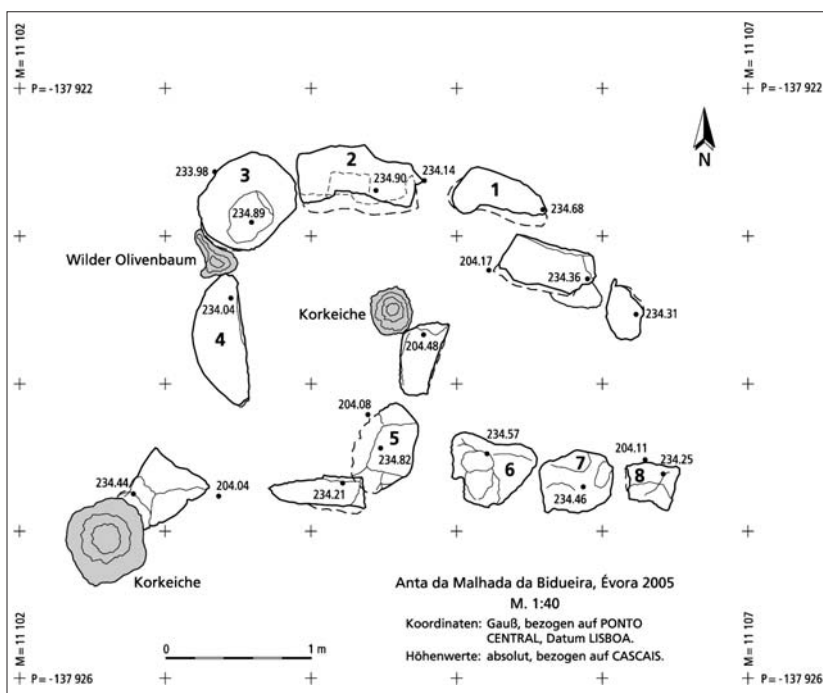 M = 11 102
M = 11 107
P = -137 922
P = -137 922
N
233.98
3
2
234.14
234.90
1
234.89
234.68
Wilder Olivenbaum
204.17
234.36
234.04
Korkeiche
234.31
4
204.48
204.08
5
234.57
204.11
234.25
234.82
6
7
8
234.44
204.04
234.21
234.46
Korkeiche
Anta da Malhada da Bidueira, Évora 2005
M. 1:40
Koordinaten: Gauß, bezogen auf PONTO
CENTRAL, Datum LISBOA.
Höhenwerte: absolut, bezogen auf CASCAIS.
0 1 m
M = 11 102
M = 11 107
P = -137 926
P = -137 926